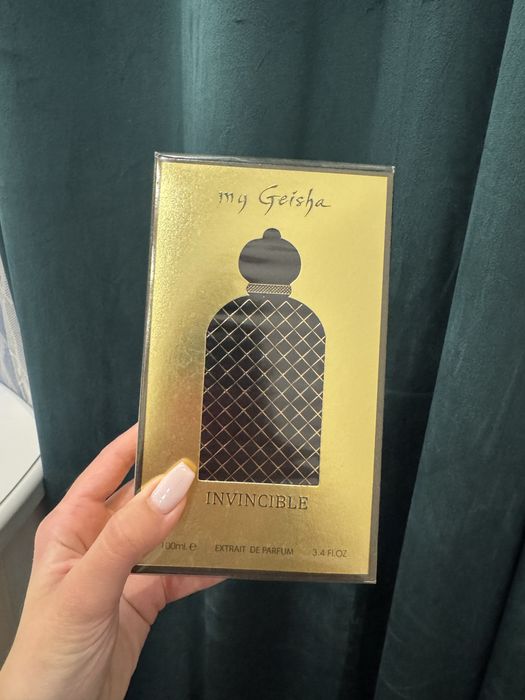 my Geisha
INVINCIBLE
100ml ℮ EXTRAIT DE PARFUM 3.4 FL.OZ